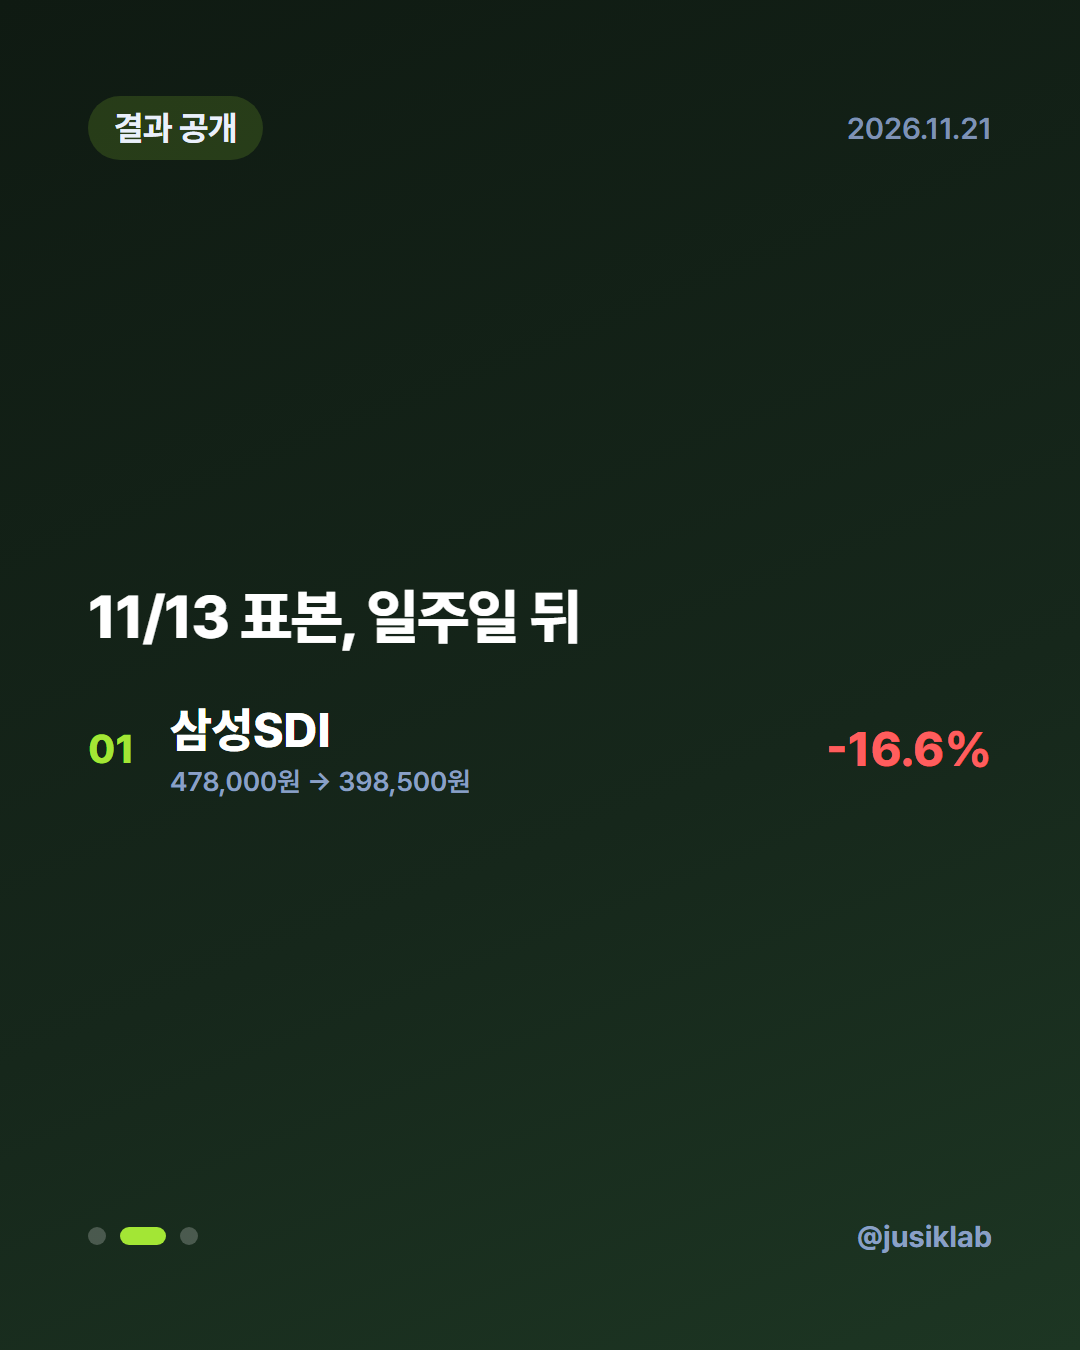 결과 공개
2026.11.21
11/13 표본, 일주일 뒤
01
삼성SDI
478,000원 → 398,500원
-16.6%
@jusiklab